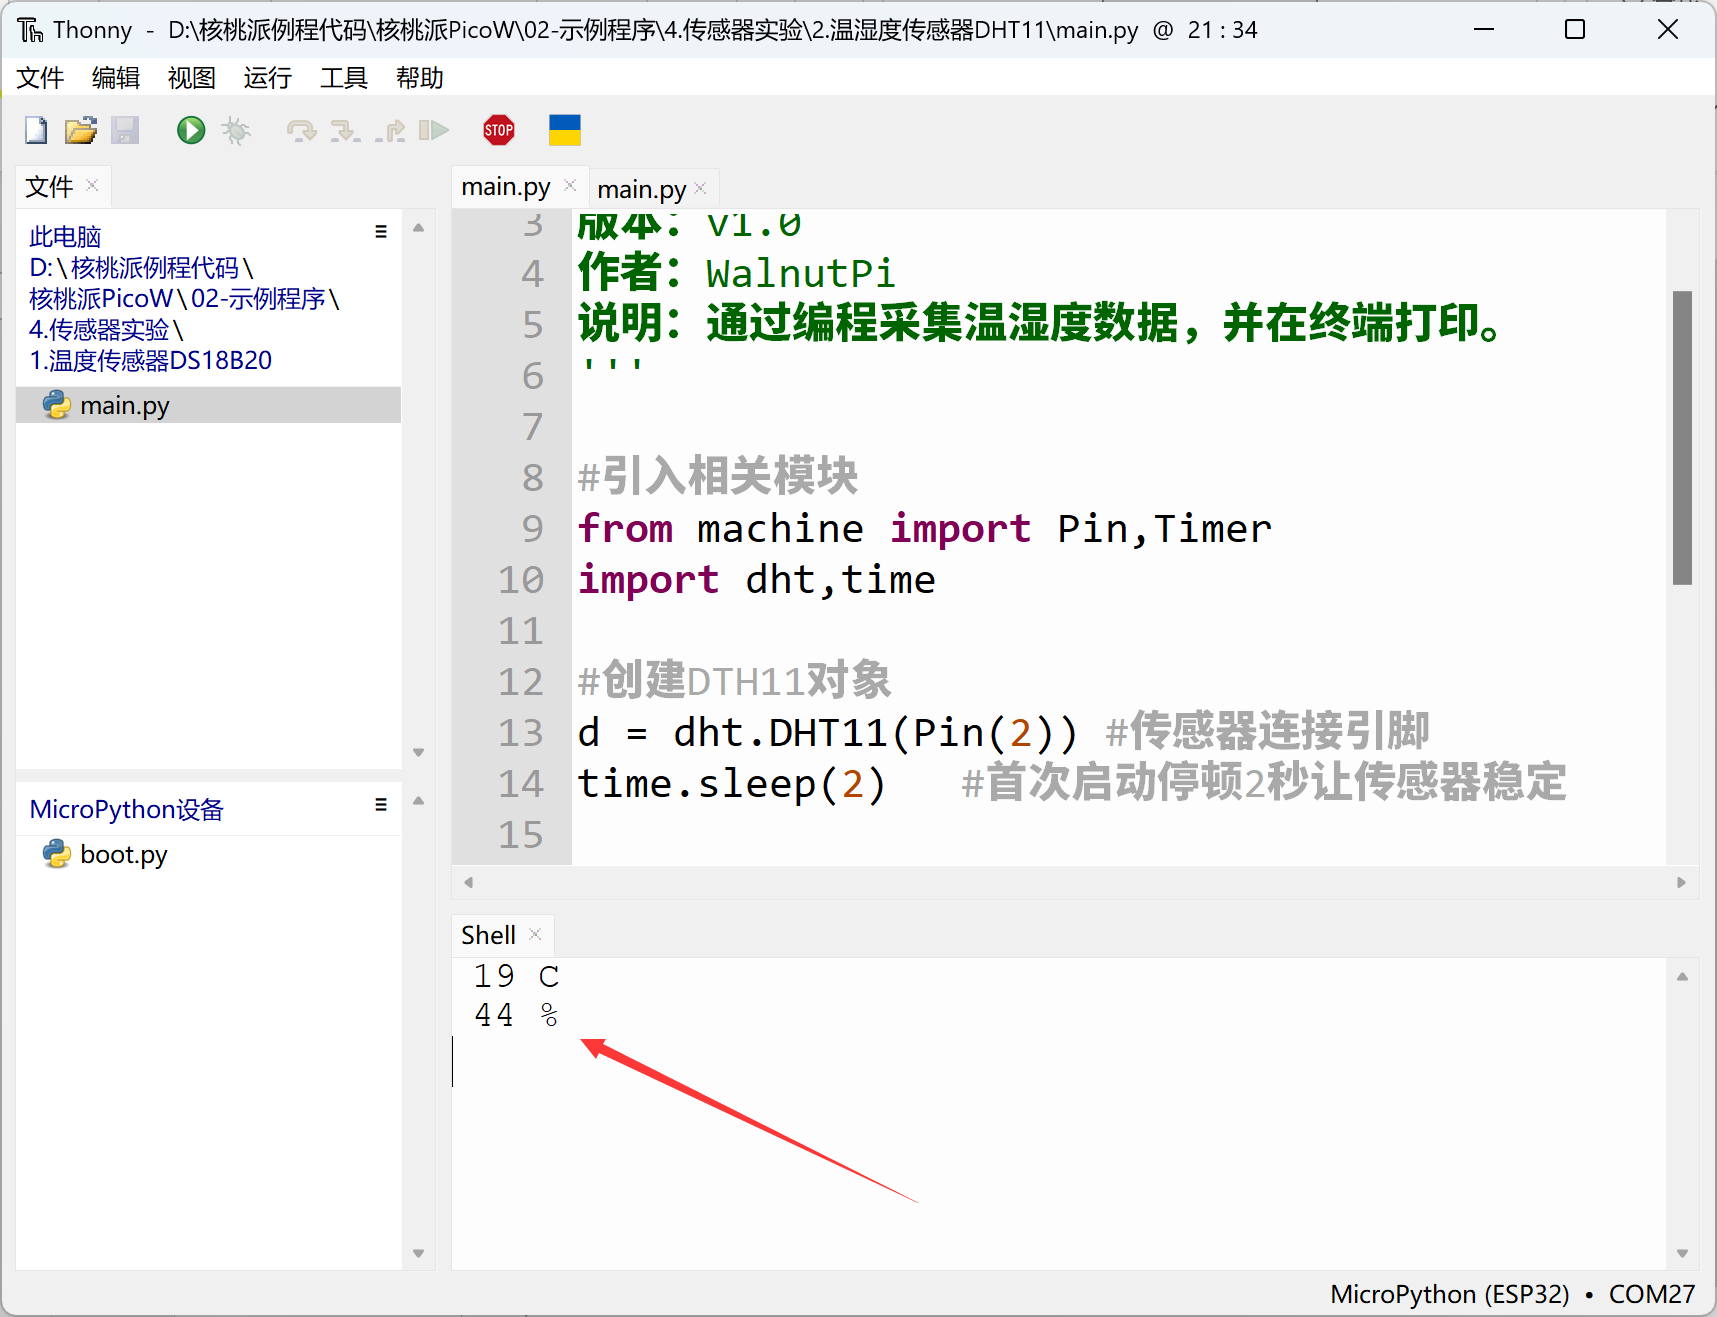 Thonny - D:\核桃派例程代码\核桃派PicoW\02-示例程序\4.传感器实验\2.温湿度传感器DHT11\main.py @ 21 : 34
文件 编辑 视图 运行 工具 帮助
STOP
文件
此电脑
D:\核桃派例程代码\
核桃派PicoW\02-示例程序\
4.传感器实验\
1.温度传感器DS18B20
main.py
MicroPython设备
boot.py
main.py main.py
3 版本：v1.0
4 作者：WalnutPi
5 说明：通过编程采集温湿度数据，并在终端打印。
6 '''
7
8 #引入相关模块
9 from machine import Pin,Timer
10 import dht,time
11
12 #创建DTH11对象
13 d = dht.DHT11(Pin(2)) #传感器连接引脚
14 time.sleep(2) #首次启动停顿2秒让传感器稳定
15
Shell
19 C
44 %
MicroPython (ESP32) • COM27